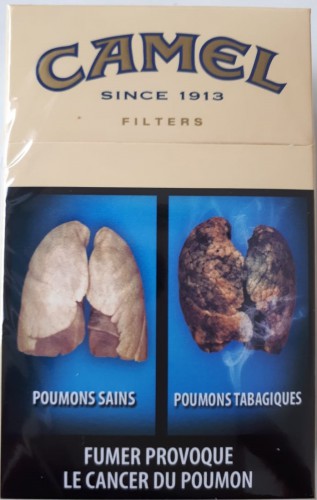 CAMEL
SINCE 1913
FILTERS
POUMONS SAINS
POUMONS TABAGIQUES
FUMER PROVOQUE
LE CANCER DU POUMON